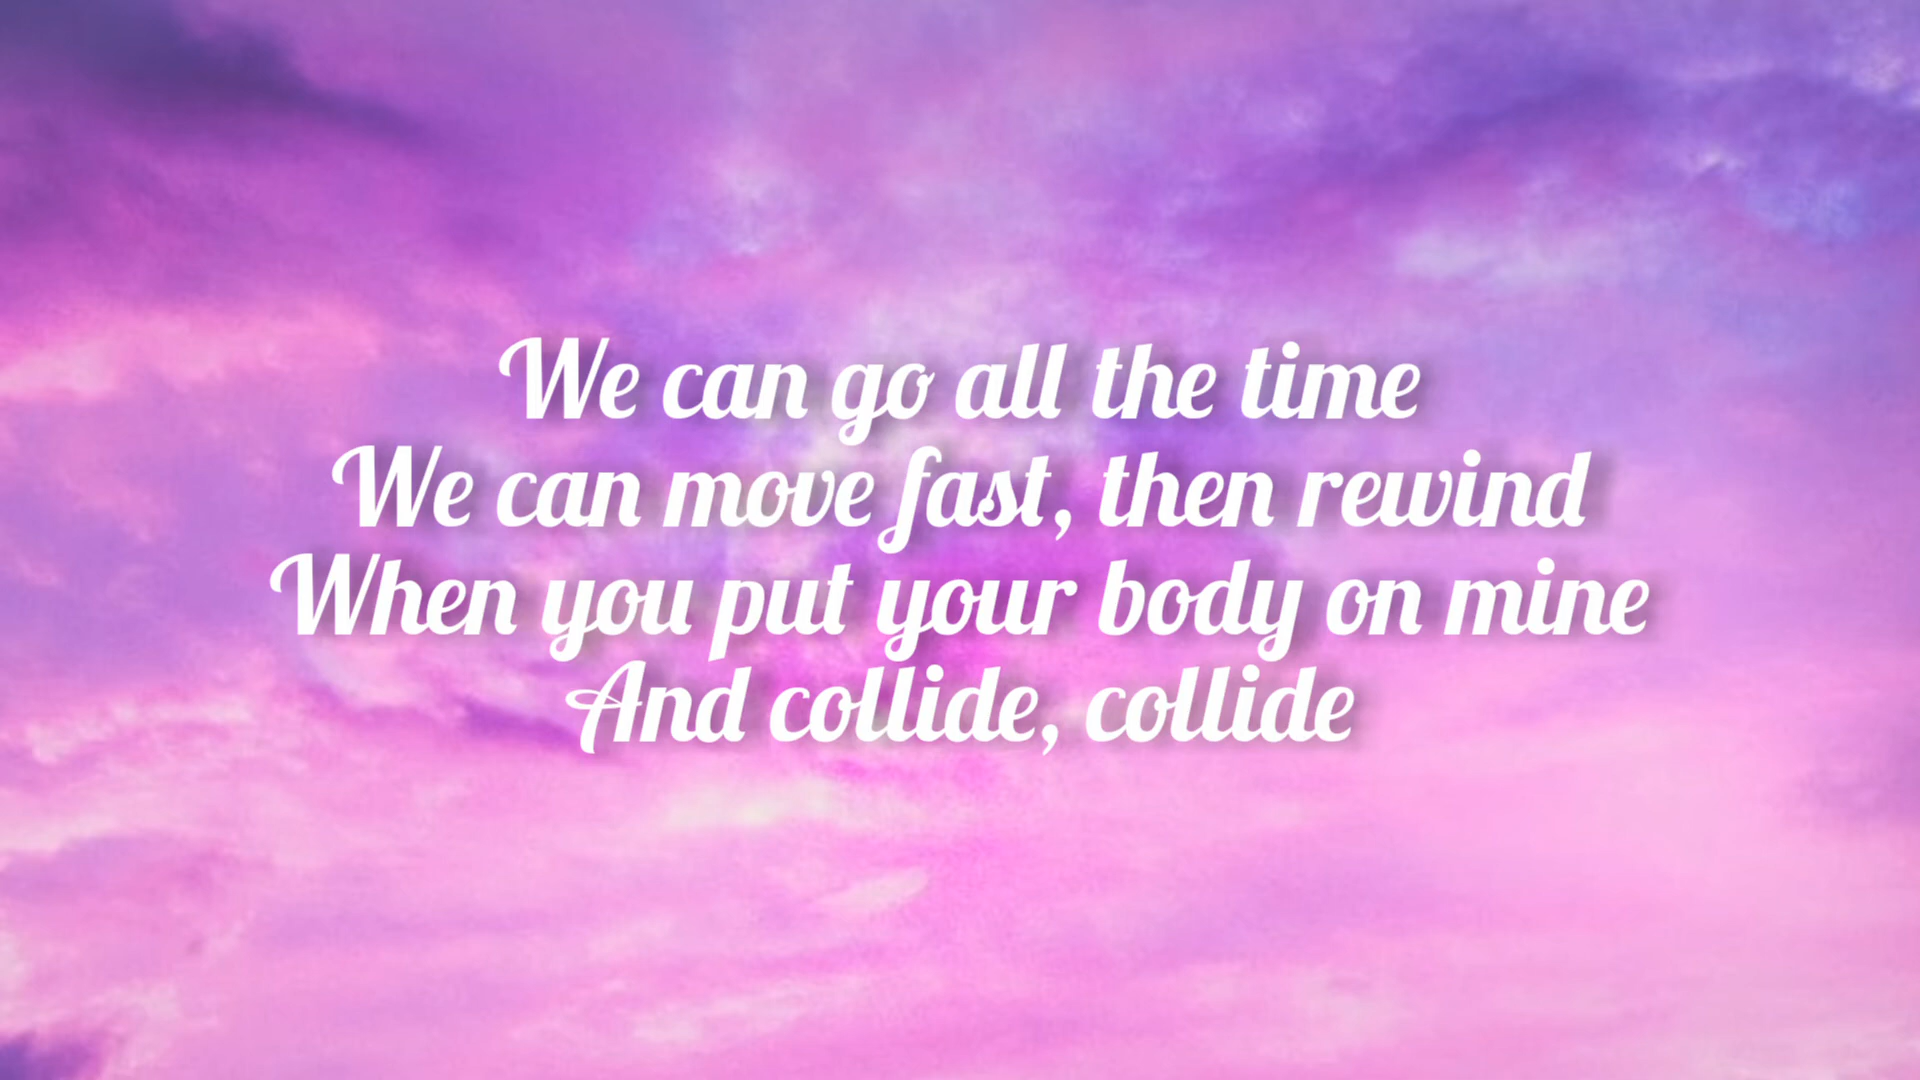 We can go all the time
We can move fast, then rewind
When you put your body on mine
And collide, collide